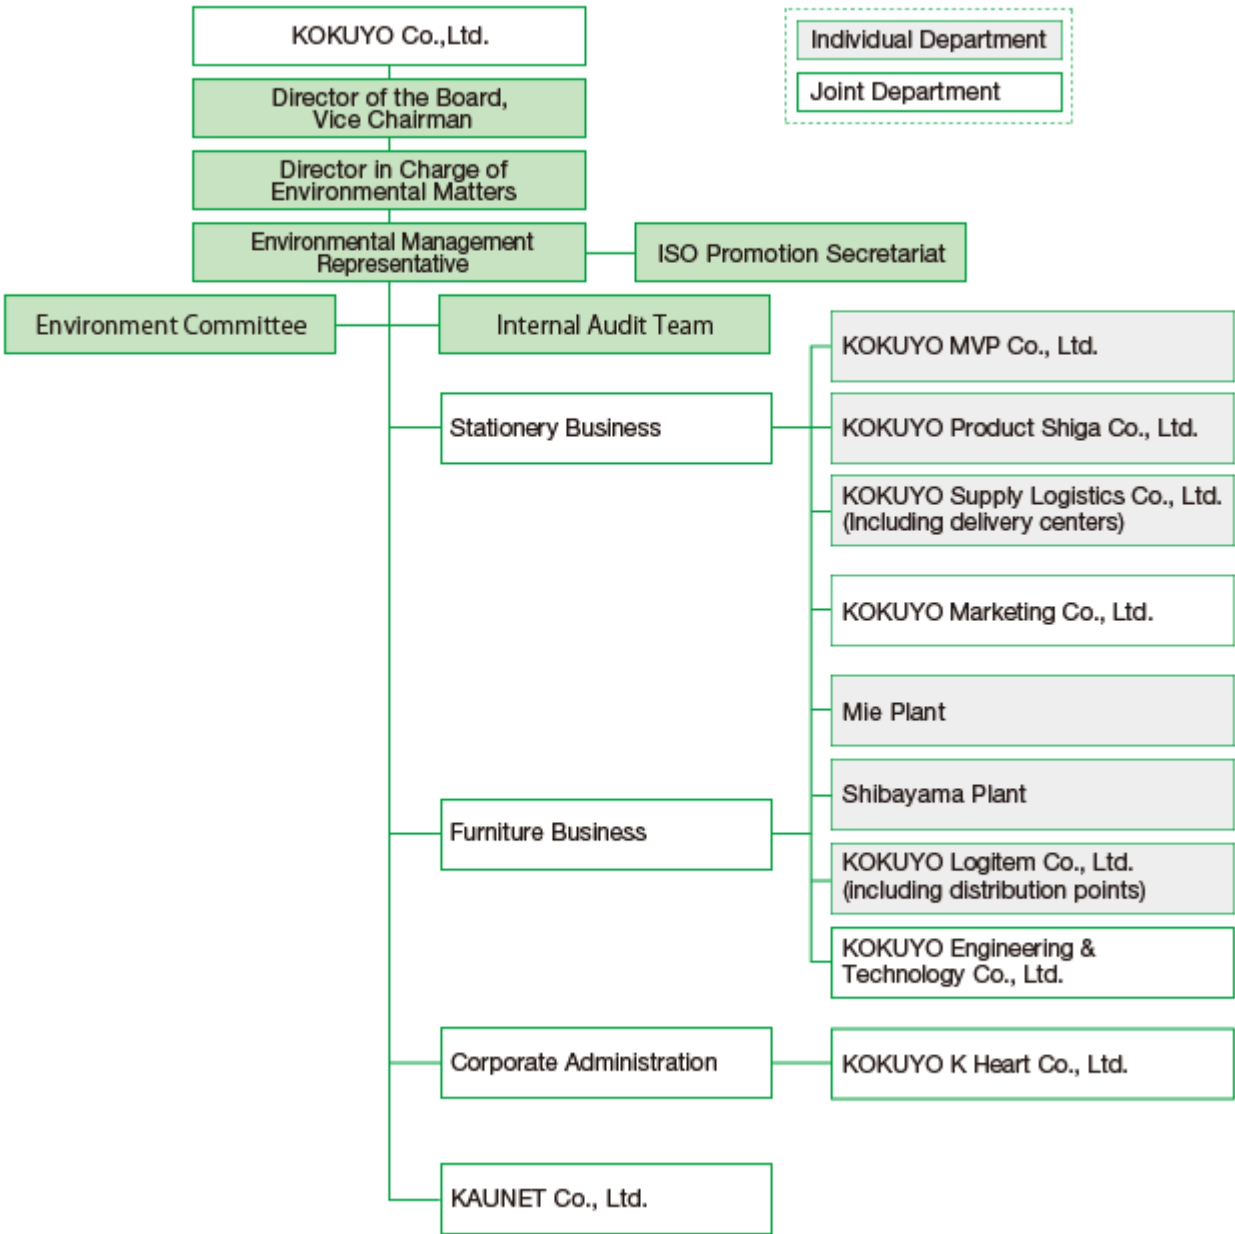 KOKUYO Co.,Ltd.
Individual Department
Joint Department
Director of the Board,
Vice Chairman
Director in Charge of
Environmental Matters
Environmental Management
Representative
ISO Promotion Secretariat
Environment Committee
Internal Audit Team
KOKUYO MVP Co., Ltd.
Stationery Business
KOKUYO Product Shiga Co., Ltd.
KOKUYO Supply Logistics Co., Ltd.
(Including delivery centers)
KOKUYO Marketing Co., Ltd.
Mie Plant
Shibayama Plant
Furniture Business
KOKUYO Logitem Co., Ltd.
(including distribution points)
KOKUYO Engineering &
Technology Co., Ltd.
Corporate Administration
KOKUYO K Heart Co., Ltd.
KAUNET Co., Ltd.